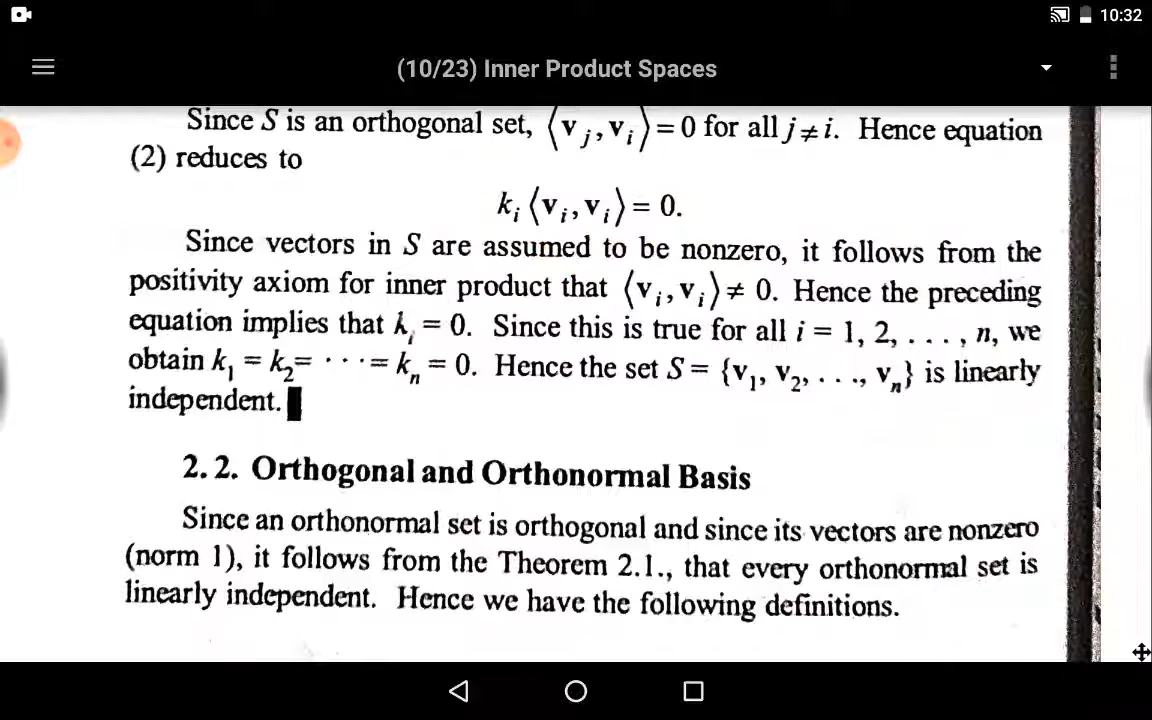 10:32
(10/23) Inner Product Spaces
Since S is an orthogonal set, ⟨v_j, v_i⟩ = 0 for all j ≠ i. Hence equation
(2) reduces to
k_i ⟨v_i, v_i⟩ = 0.
Since vectors in S are assumed to be nonzero, it follows from the
positivity axiom for inner product that ⟨v_i, v_i⟩ ≠ 0. Hence the preceding
equation implies that k_i = 0. Since this is true for all i = 1, 2, . . . , n, we
obtain k_1 = k_2 = · · · = k_n = 0. Hence the set S = {v_1, v_2, . . ., v_n} is linearly
independent.
2.2. Orthogonal and Orthonormal Basis
Since an orthonormal set is orthogonal and since its vectors are nonzero
(norm 1), it follows from the Theorem 2.1., that every orthonormal set is
linearly independent. Hence we have the following definitions.